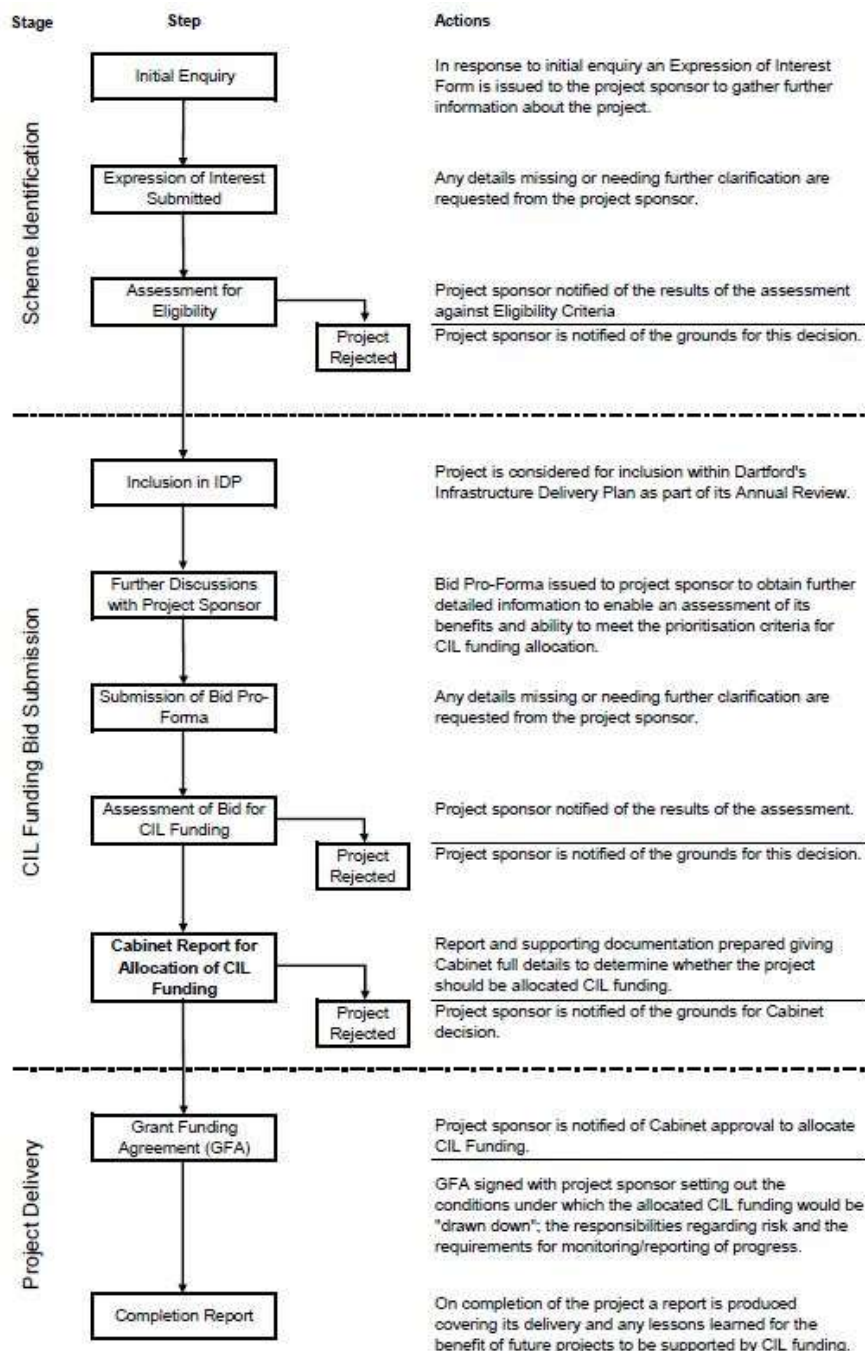 Stage Step Actions
Scheme Identification
Initial Enquiry
In response to initial enquiry an Expression of Interest
Form is issued to the project sponsor to gather further
information about the project.
Expression of Interest
Submitted
Any details missing or needing further clarification are
requested from the project sponsor.
Assessment for
Eligibility
Project sponsor notified of the results of the assessment
against Eligibility Criteria
Project
Rejected
Project sponsor is notified of the grounds for this decision.
CIL Funding Bid Submission
Inclusion in IDP
Project is considered for inclusion within Dartford's
Infrastructure Delivery Plan as part of its Annual Review.
Further Discussions
with Project Sponsor
Bid Pro-Forma issued to project sponsor to obtain further
detailed information to enable an assessment of its
benefits and ability to meet the prioritisation criteria for
CIL funding allocation.
Submission of Bid Pro-
Forma
Any details missing or needing further clarification are
requested from the project sponsor.
Assessment of Bid for
CIL Funding
Project sponsor notified of the results of the assessment.
Project
Rejected
Project sponsor is notified of the grounds for this decision.
Cabinet Report for
Allocation of CIL
Funding
Report and supporting documentation prepared giving
Cabinet full details to determine whether the project
should be allocated CIL funding.
Project
Rejected
Project sponsor is notified of the grounds for Cabinet
decision.
Project Delivery
Grant Funding
Agreement (GFA)
Project sponsor is notified of Cabinet approval to allocate
CIL Funding.
GFA signed with project sponsor setting out the
conditions under which the allocated CIL funding would be
"drawn down"; the responsibilities regarding risk and the
requirements for monitoring/reporting of progress.
Completion Report
On completion of the project a report is produced
covering its delivery and any lessons learned for the
benefit of future projects to be supported by CIL funding.